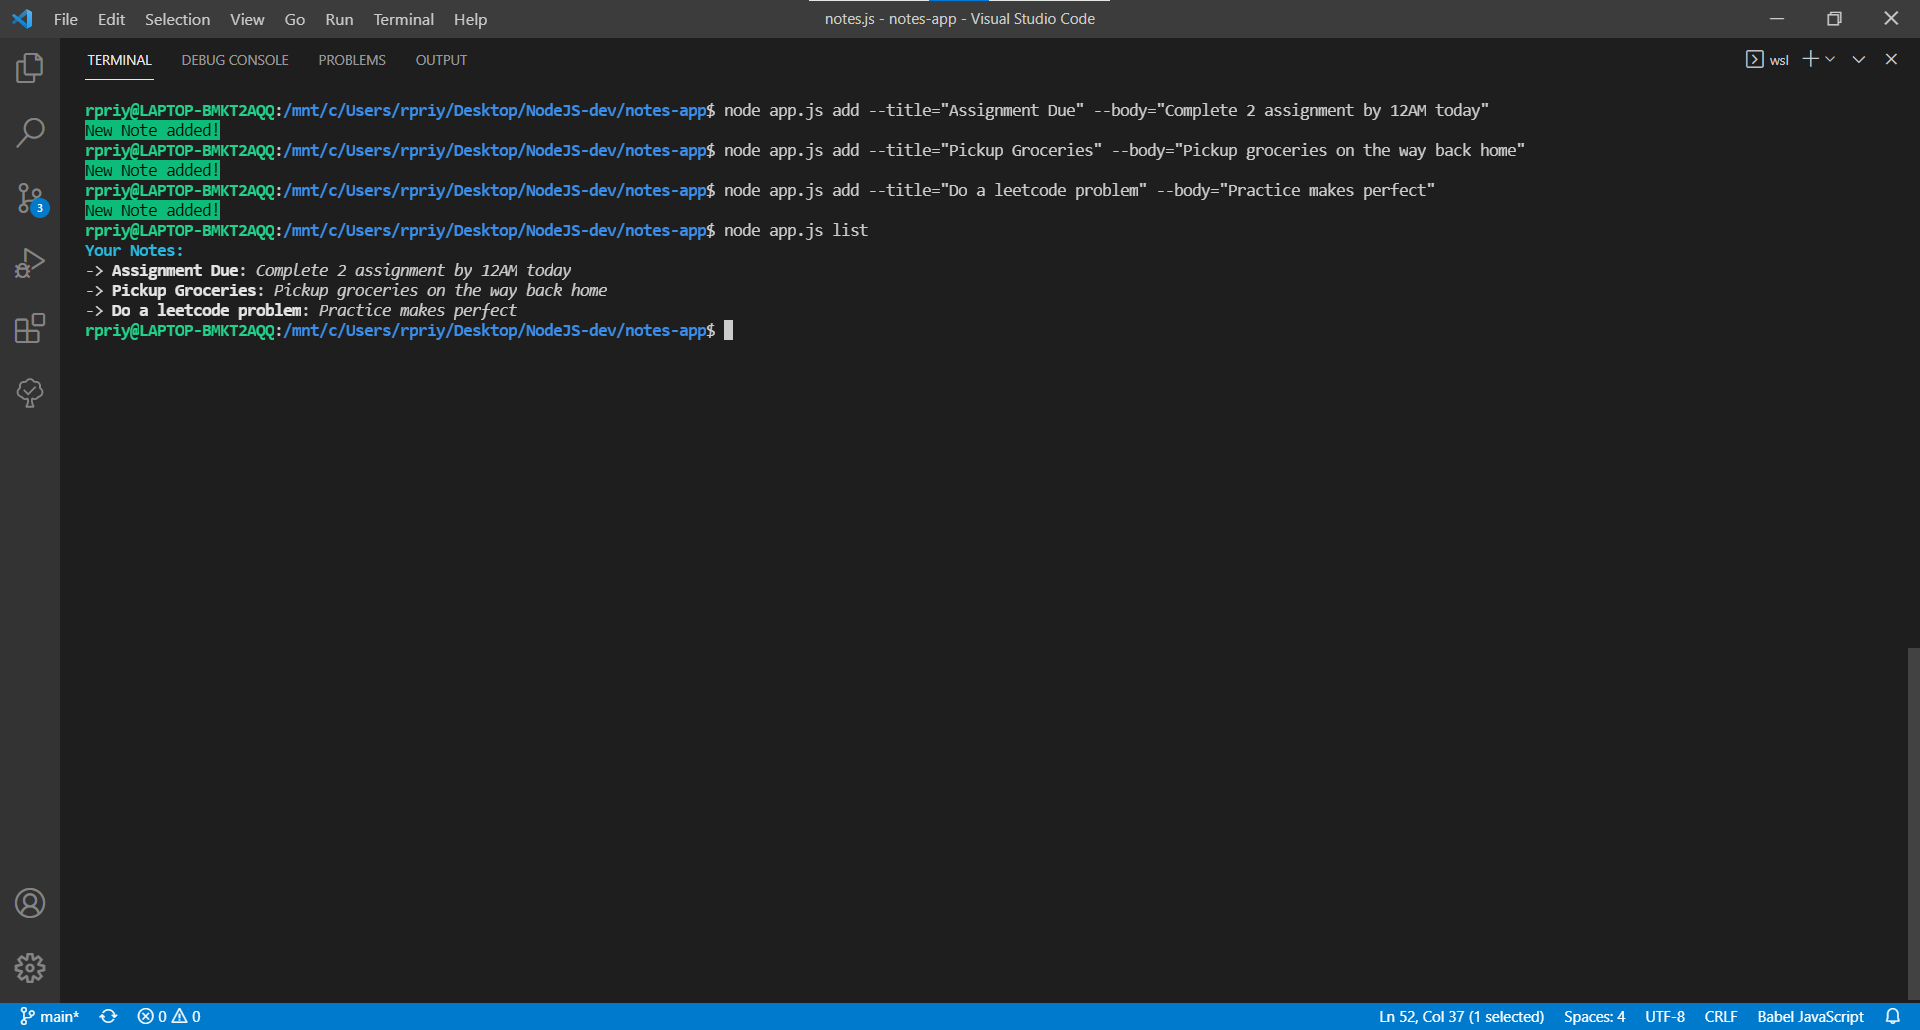 File Edit Selection View Go Run Terminal Help notes.js - notes-app - Visual Studio Code
TERMINAL DEBUG CONSOLE PROBLEMS OUTPUT wsl
rpriy@LAPTOP-BMKT2AQQ:/mnt/c/Users/rpriy/Desktop/NodeJS-dev/notes-app$ node app.js add --title="Assignment Due" --body="Complete 2 assignment by 12AM today"
New Note added!
rpriy@LAPTOP-BMKT2AQQ:/mnt/c/Users/rpriy/Desktop/NodeJS-dev/notes-app$ node app.js add --title="Pickup Groceries" --body="Pickup groceries on the way back home"
New Note added!
rpriy@LAPTOP-BMKT2AQQ:/mnt/c/Users/rpriy/Desktop/NodeJS-dev/notes-app$ node app.js add --title="Do a leetcode problem" --body="Practice makes perfect"
New Note added!
rpriy@LAPTOP-BMKT2AQQ:/mnt/c/Users/rpriy/Desktop/NodeJS-dev/notes-app$ node app.js list
Your Notes:
-> Assignment Due: Complete 2 assignment by 12AM today
-> Pickup Groceries: Pickup groceries on the way back home
-> Do a leetcode problem: Practice makes perfect
rpriy@LAPTOP-BMKT2AQQ:/mnt/c/Users/rpriy/Desktop/NodeJS-dev/notes-app$
3
main* 0 0 Ln 52, Col 37 (1 selected) Spaces: 4 UTF-8 CRLF Babel JavaScript